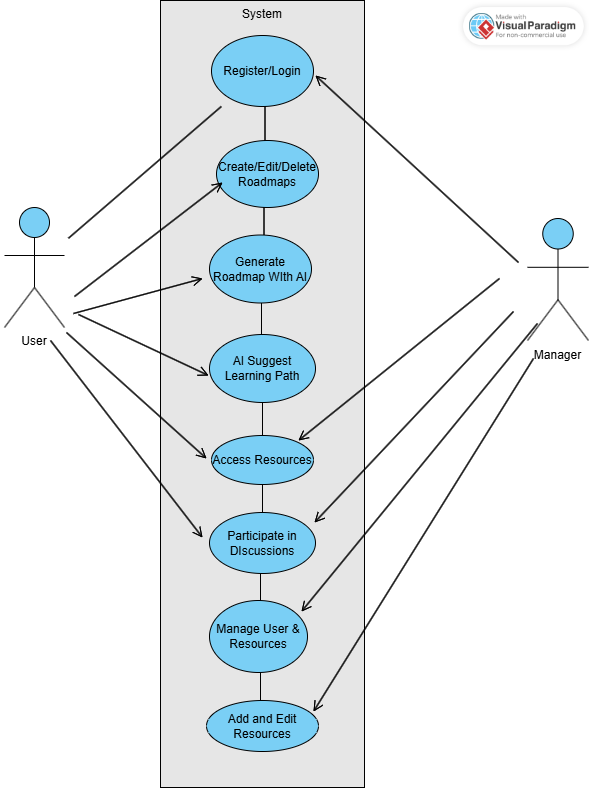 System
Made with
Visual Paradigm
For non-commercial use
Register/Login
Create/Edit/Delete
Roadmaps
Generate
Roadmap WIth AI
User
Manager
AI Suggest
Learning Path
Access Resources
Participate in
DIscussions
Manage User &
Resources
Add and Edit
Resources